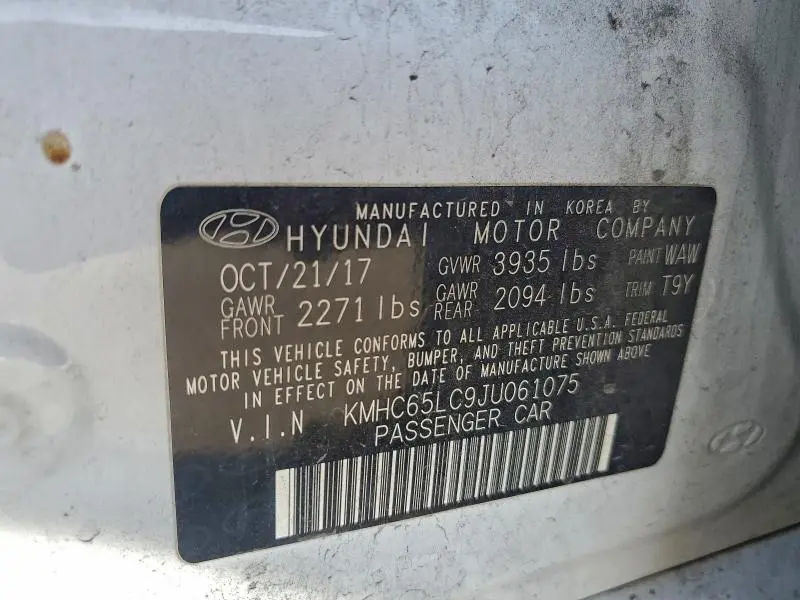 MANUFACTURED IN KOREA BY
HYUNDAI MOTOR COMPANY
OCT/21/17 GVWR 3935 lbs PAINT WAW
GAWR FRONT 2271 lbs GAWR REAR 2094 lbs TRIM T9Y
THIS VEHICLE CONFORMS TO ALL APPLICABLE U.S.A. FEDERAL
MOTOR VEHICLE SAFETY, BUMPER, AND THEFT PREVENTION STANDARDS
IN EFFECT ON THE DATE OF MANUFACTURE SHOWN ABOVE
V.I.N KMHC65LC9JU061075
PASSENGER CAR